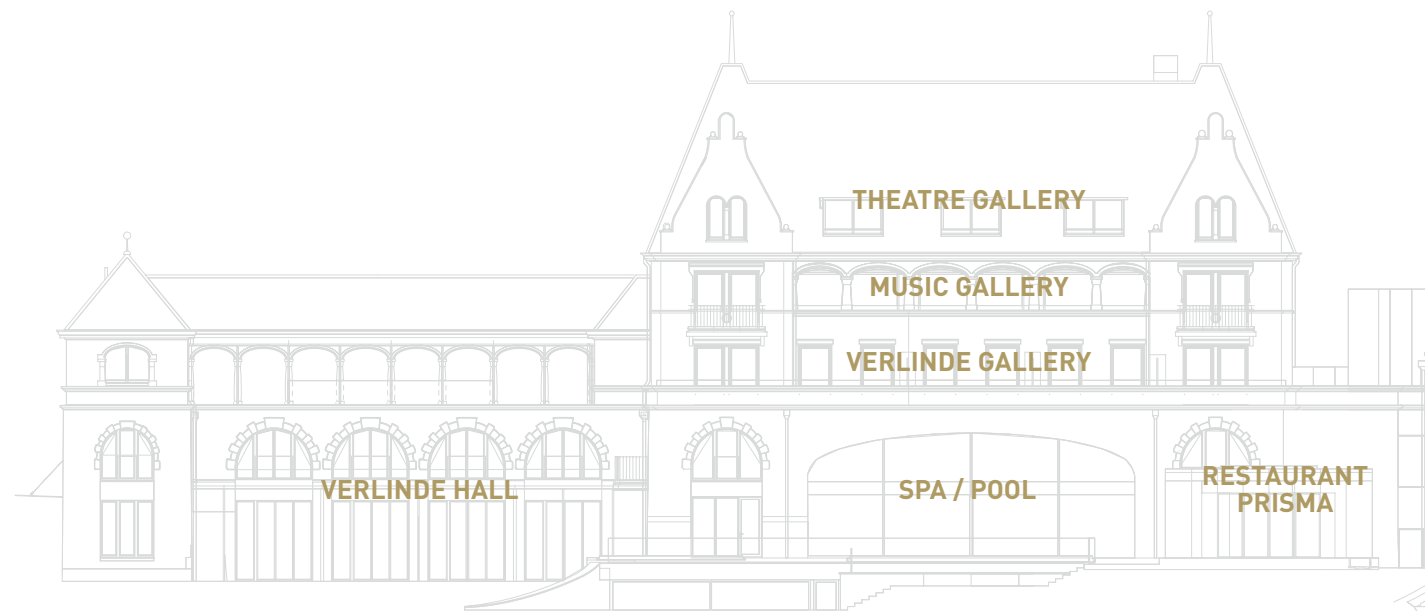 THEATRE GALLERY
MUSIC GALLERY
VERLINDE GALLERY
VERLINDE HALL
SPA / POOL
RESTAURANT
PRISMA